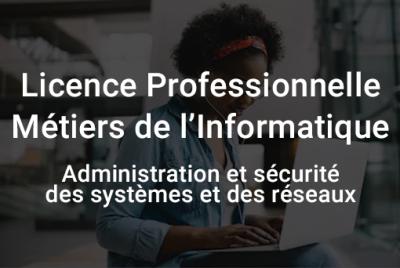 Licence Professionnelle
Métiers de l’Informatique
Administration et sécurité
des systèmes et des réseaux